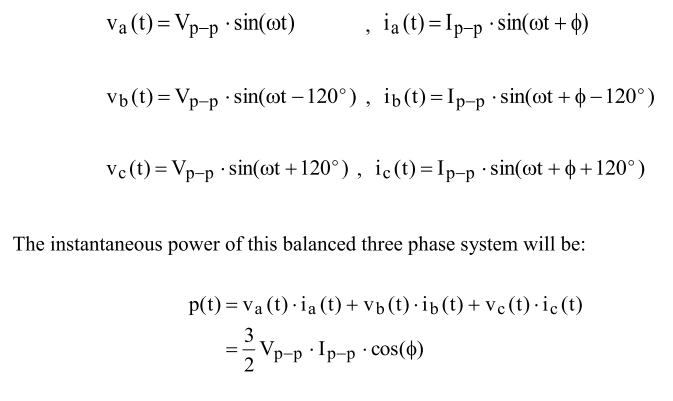 v_a(t) = V_{p–p} · sin(ωt) , i_a(t) = I_{p–p} · sin(ωt + ϕ)
v_b(t) = V_{p–p} · sin(ωt – 120°) , i_b(t) = I_{p–p} · sin(ωt + ϕ – 120°)
v_c(t) = V_{p–p} · sin(ωt + 120°) , i_c(t) = I_{p–p} · sin(ωt + ϕ + 120°)
The instantaneous power of this balanced three phase system will be:
p(t) = v_a(t) · i_a(t) + v_b(t) · i_b(t) + v_c(t) · i_c(t)
= 3/2 V_{p–p} · I_{p–p} · cos(ϕ)